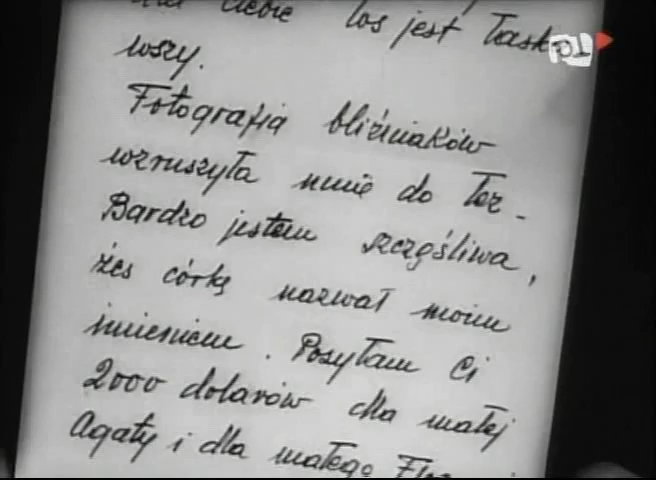 Ciebie los jest łaska
wszy.
Fotografia bliźniaków
wzruszyła mnie do łez.
Bardzo jestem szczęśliwa,
żeś córkę nazwał moim
imieniem. Posyłam Ci
2000 dolarów dla małej
Agaty i dla małego